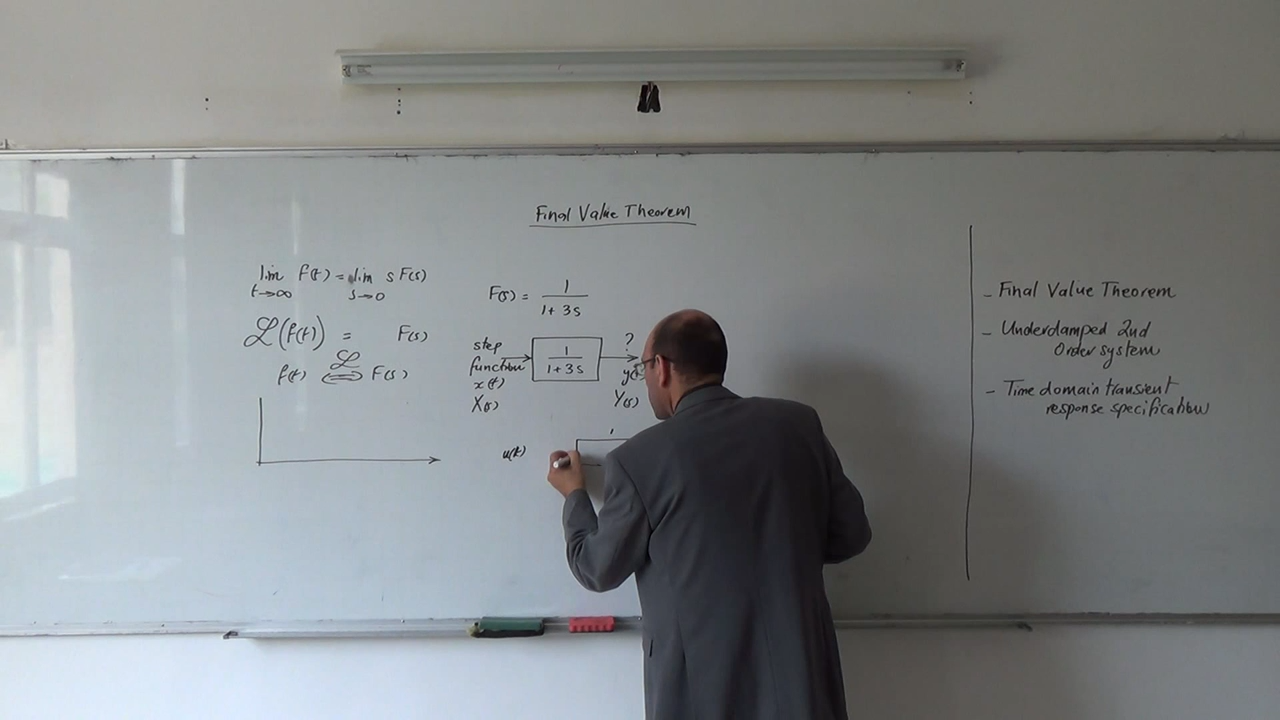 Final Value Theorem
lim f(t) = lim s F(s)
t→∞ s→0
ℒ(f(t)) = F(s)
ℒ
f(t) ⟺ F(s)
F(s) = 1
1 + 3s
step
function
x(t)
X(s)
1
1+3s
?
Y(s)
1
u(t)
- Final Value Theorem
- Underdamped 2nd
Order system
- Time domain transient
response specification